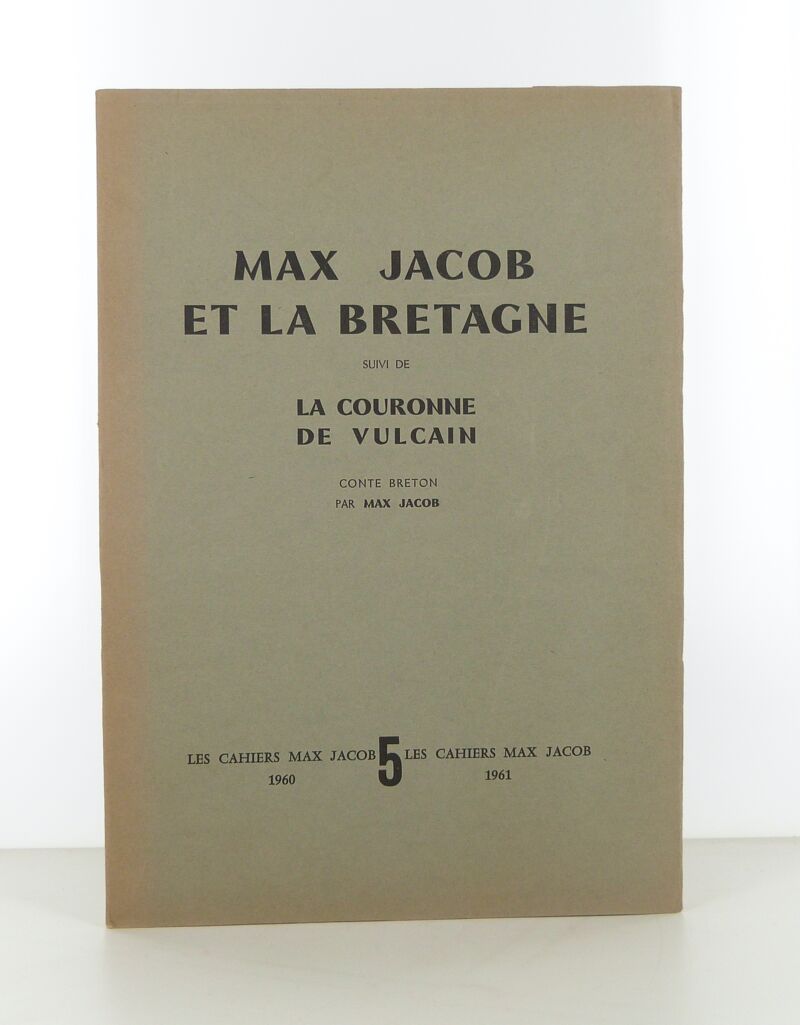 MAX JACOB
ET LA BRETAGNE
SUIVI DE
LA COURONNE
DE VULCAIN
CONTE BRETON
PAR MAX JACOB
LES CAHIERS MAX JACOB 5 LES CAHIERS MAX JACOB
1960 1961